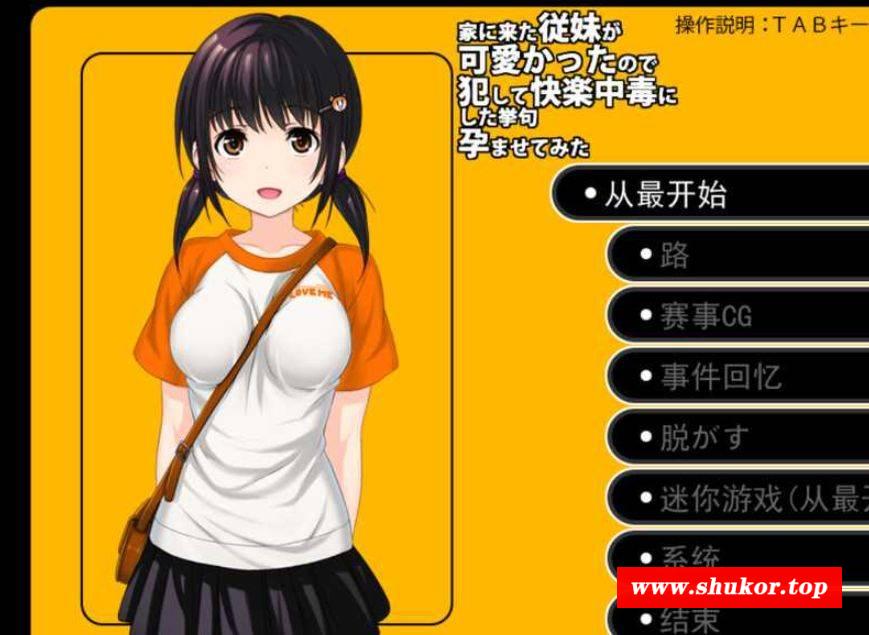 家に来た従妹が
可愛かったので
犯して快楽中毒に
した挙句
孕ませてみた
操作説明：TABキー
LOVE ME
•从最开始
•路
•赛事CG
•事件回忆
•脱がす
•迷你游戏(从最
•系统
www.shukor.top
•结束